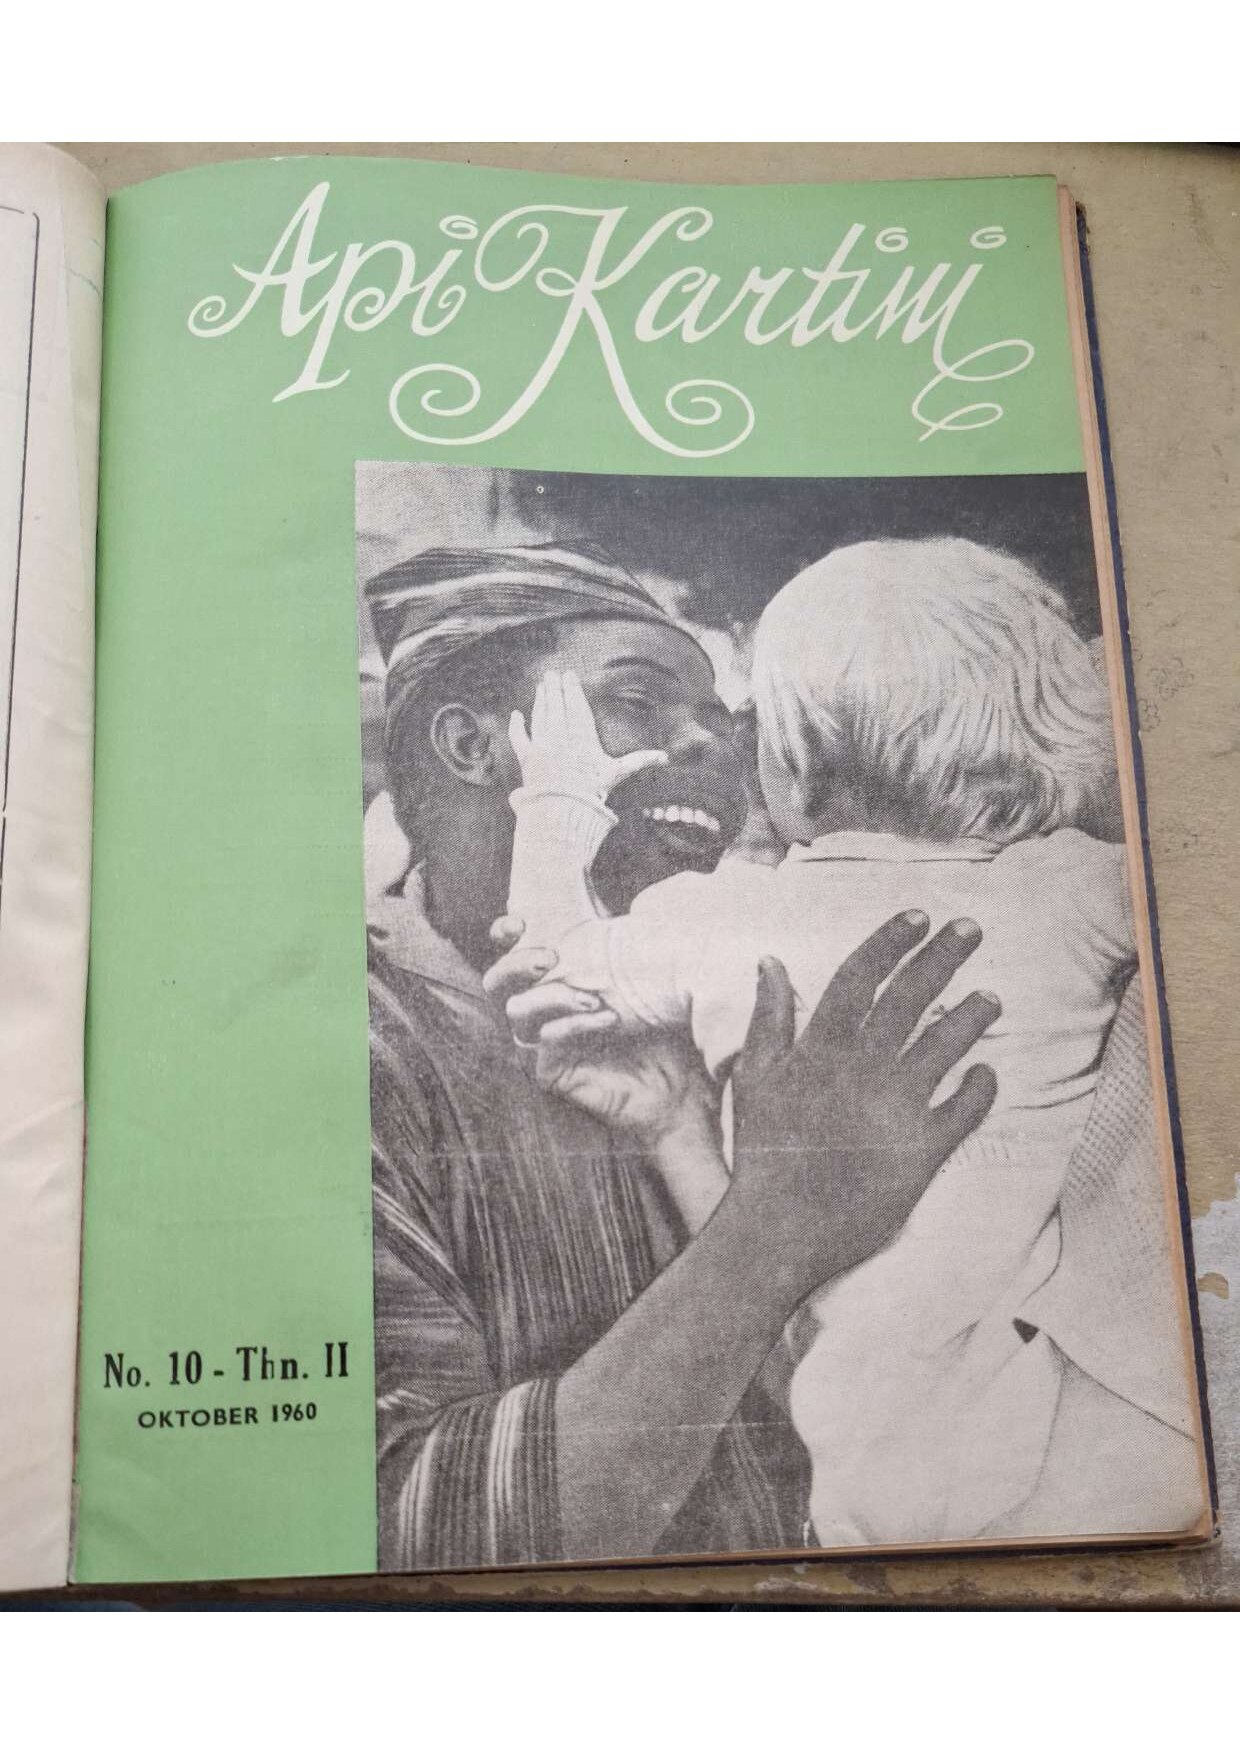 Api Kartini
No. 10 - Thn. II
OKTOBER 1960